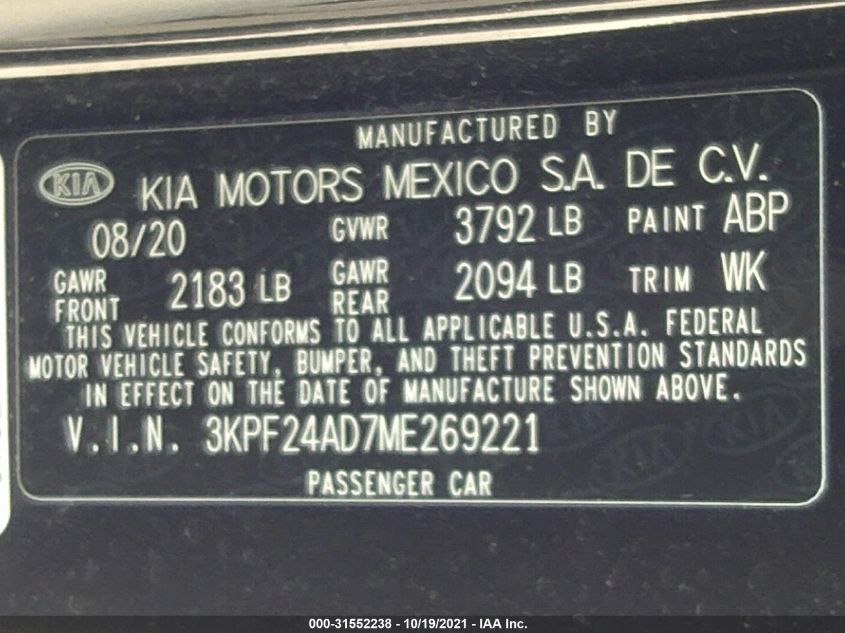 MANUFACTURED BY
KIA KIA MOTORS MEXICO S.A. DE C.V.
08/20 GVWR 3792 LB PAINT ABP
GAWR FRONT 2183 LB GAWR REAR 2094 LB TRIM WK
THIS VEHICLE CONFORMS TO ALL APPLICABLE U.S.A. FEDERAL
MOTOR VEHICLE SAFETY, BUMPER, AND THEFT PREVENTION STANDARDS
IN EFFECT ON THE DATE OF MANUFACTURE SHOWN ABOVE.
V.I.N. 3KPF24AD7ME269221
PASSENGER CAR
000-31552238 - 10/19/2021 - IAA Inc.